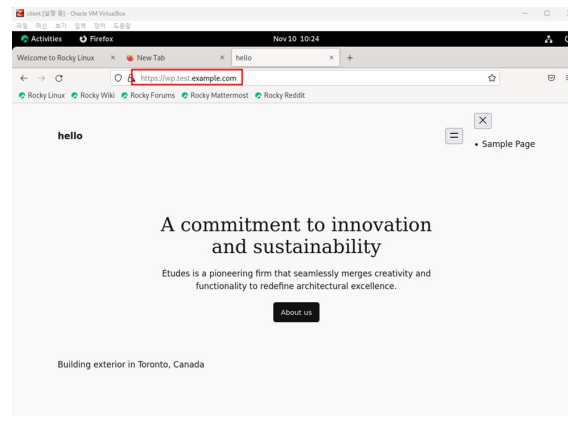 client [실행 중] - Oracle VM VirtualBox
파일 머신 보기 입력 장치 도움말
Activities Firefox Nov 10 10:24
Welcome to Rocky Linux × New Tab × hello × +
https://wp.test.example.com
Rocky Linux Rocky Wiki Rocky Forums Rocky Mattermost Rocky Reddit
hello
• Sample Page
A commitment to innovation
and sustainability
Études is a pioneering firm that seamlessly merges creativity and
functionality to redefine architectural excellence.
About us
Building exterior in Toronto, Canada